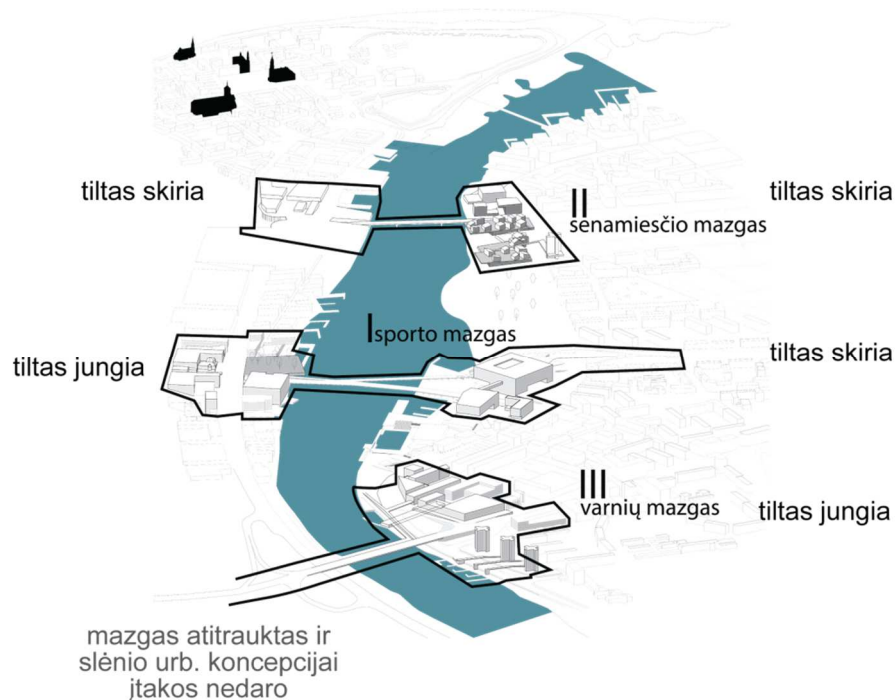 tiltas skiria
II
senamiesčio mazgas
tiltas skiria
I sporto mazgas
tiltas jungia
tiltas skiria
III
varnių mazgas
tiltas jungia
mazgas atitrauktas ir
slėnio urb. koncepcijai
įtakos nedaro